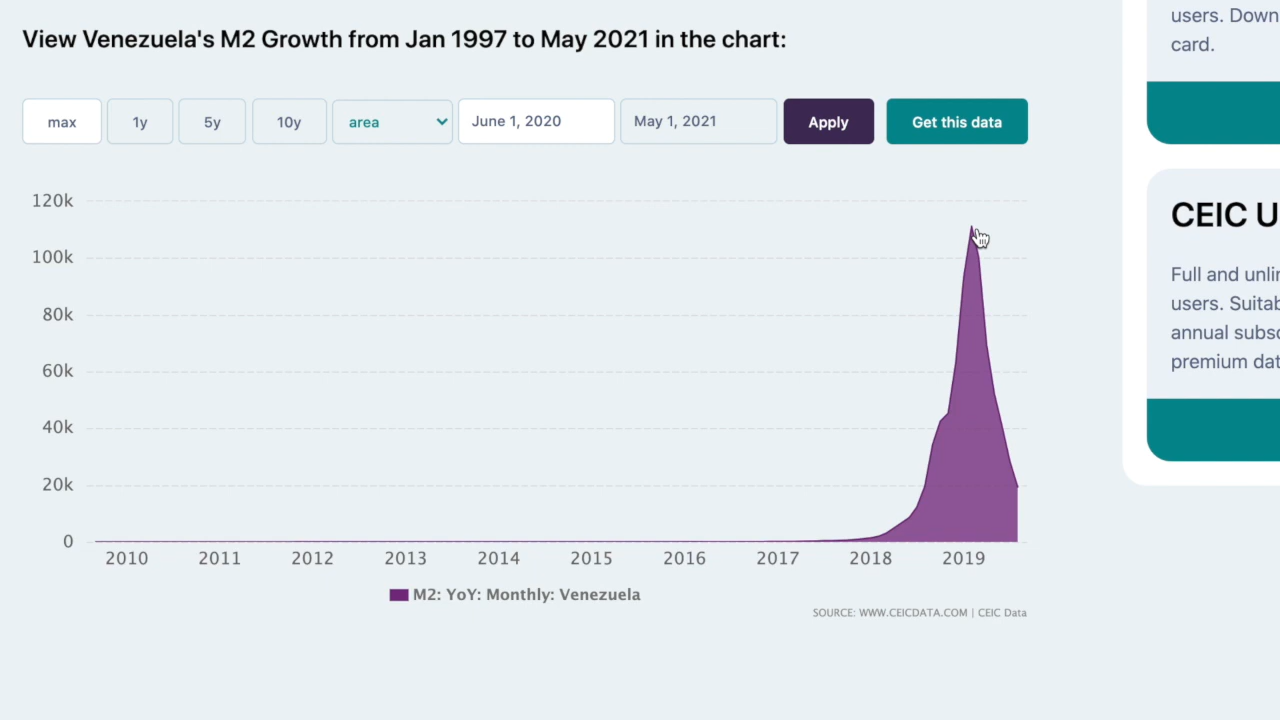 View Venezuela's M2 Growth from Jan 1997 to May 2021 in the chart:
max 1y 5y 10y area June 1, 2020 May 1, 2021 Apply Get this data
120k
100k
80k
60k
40k
20k
0
2010 2011 2012 2013 2014 2015 2016 2017 2018 2019
M2: YoY: Monthly: Venezuela
SOURCE: WWW.CEICDATA.COM | CEIC Data
users. Down
card.
CEIC U
Full and unlin
users. Suitab
annual subsc
premium dat